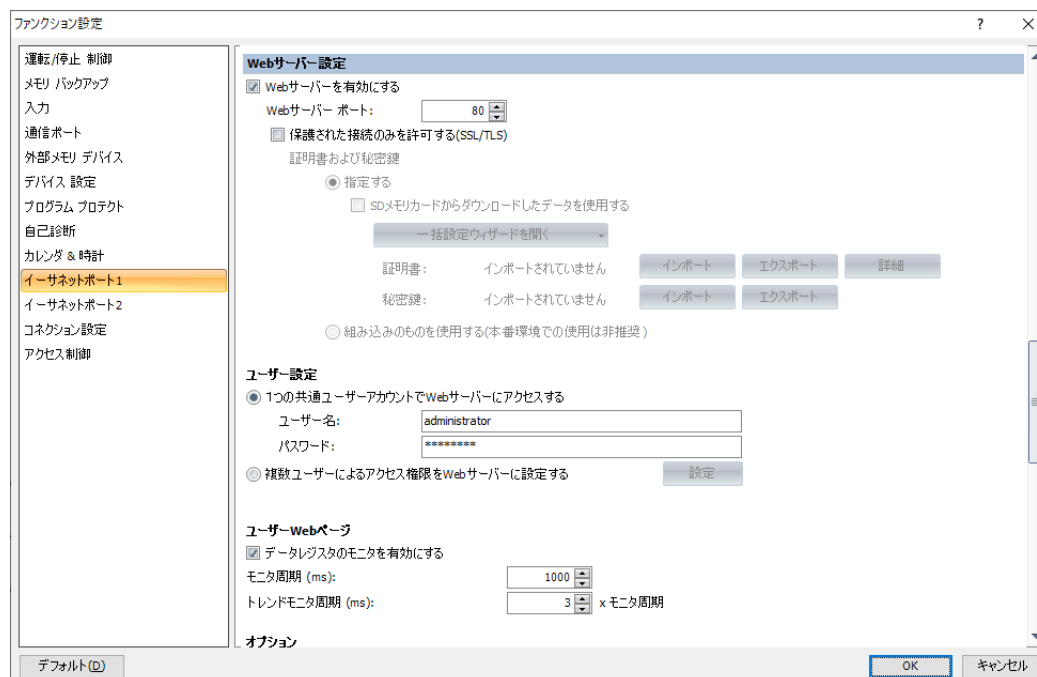 ファンクション設定
運転/停止 制御
メモリ バックアップ
入力
通信ポート
外部メモリ デバイス
デバイス 設定
プログラム プロテクト
自己診断
カレンダ & 時計
イーサネットポート1
イーサネットポート2
コネクション設定
アクセス制御
Webサーバー設定
Webサーバーを有効にする
Webサーバー ポート: 80
保護された接続のみを許可する(SSL/TLS)
証明書および秘密鍵
指定する
SDメモリカードからダウンロードしたデータを使用する
一括設定ウィザードを開く
証明書: インポートされていません インポート エクスポート 詳細
秘密鍵: インポートされていません インポート エクスポート
組み込みのものを使用する(本番環境での使用は非推奨)
ユーザー設定
1つの共通ユーザーアカウントでWebサーバーにアクセスする
ユーザー名: administrator
パスワード: ********
複数ユーザーによるアクセス権限をWebサーバーに設定する 設定
ユーザーWebページ
データレジスタのモニタを有効にする
モニタ周期 (ms): 1000
トレンドモニタ周期 (ms): 3 x モニタ周期
オプション
デフォルト(D) OK キャンセル